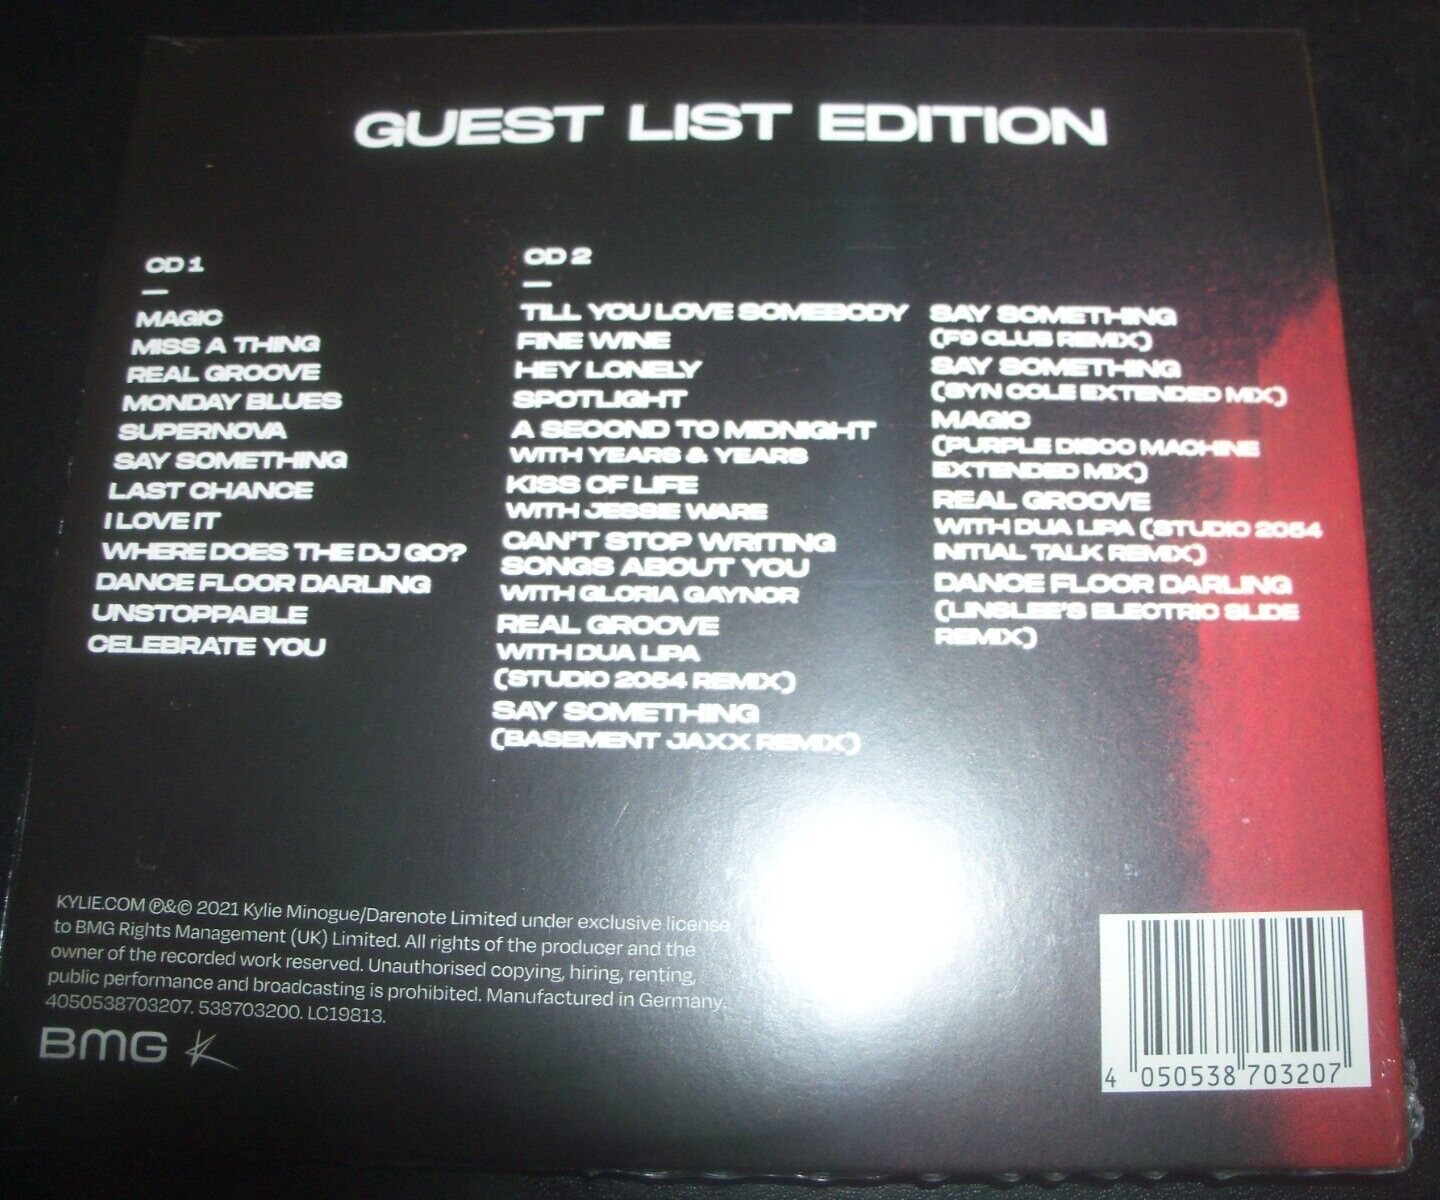 GUEST LIST EDITION
CD 1
MAGIC
MISS A THING
REAL GROOVE
MONDAY BLUES
SUPERNOVA
SAY SOMETHING
LAST CHANCE
I LOVE IT
WHERE DOES THE DJ GO?
DANCE FLOOR DARLING
UNSTOPPABLE
CELEBRATE YOU
CD 2
TILL YOU LOVE SOMEBODY
FINE WINE
HEY LONELY
SPOTLIGHT
A SECOND TO MIDNIGHT
WITH YEARS & YEARS
KISS OF LIFE
WITH JESSIE WARE
CAN'T STOP WRITING
SONGS ABOUT YOU
WITH GLORIA GAYNOR
REAL GROOVE
WITH DUA LIPA
(STUDIO 2054 REMIX)
SAY SOMETHING
(BASEMENT JAXX REMIX)
SAY SOMETHING
(F9 CLUB REMIX)
SAY SOMETHING
(SYN COLE EXTENDED MIX)
MAGIC
(PURPLE DISCO MACHINE
EXTENDED MIX)
REAL GROOVE
WITH DUA LIPA (STUDIO 2054
INITIAL TALK REMIX)
DANCE FLOOR DARLING
(LINSLEE'S ELECTRIC SLIDE
REMIX)
KYLIE.COM ℗&© 2021 Kylie Minogue/Darenote Limited under exclusive license
to BMG Rights Management (UK) Limited. All rights of the producer and the
owner of the recorded work reserved. Unauthorised copying, hiring, renting,
public performance and broadcasting is prohibited. Manufactured in Germany.
4050538703207. 538703200. LC19813.
BMG K
4 050538 703207